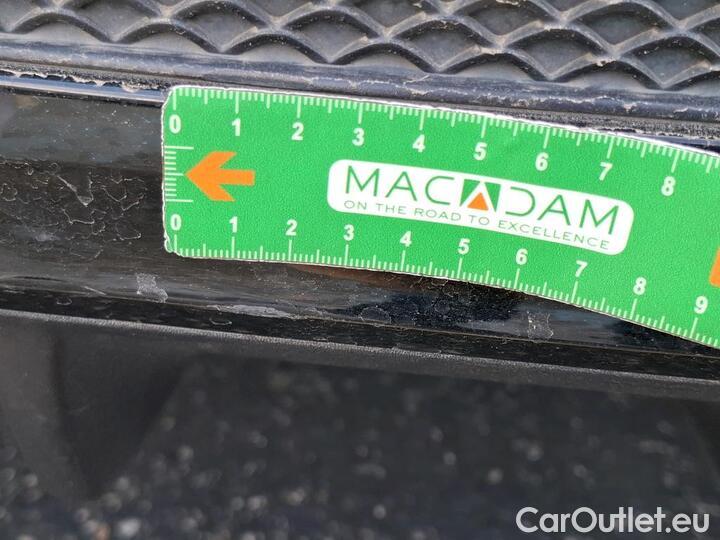 0 1 2 3 4 5 6 7 8
MACADAM
ON THE ROAD TO EXCELLENCE
0 1 2 3 4 5 6 7 8 9
CarOutlet.eu